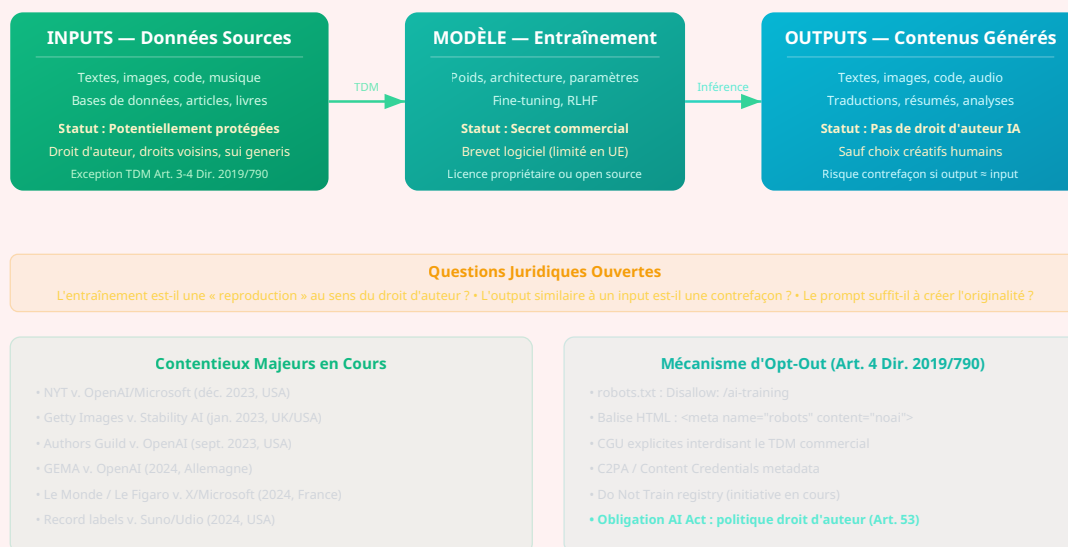 INPUTS — Données Sources
Textes, images, code, musique
Bases de données, articles, livres
Statut : Potentiellement protégées
Droit d'auteur, droits voisins, sui generis
Exception TDM Art. 3-4 Dir. 2019/790
TDM
MODÈLE — Entraînement
Poids, architecture, paramètres
Fine-tuning, RLHF
Statut : Secret commercial
Brevet logiciel (limité en UE)
Licence propriétaire ou open source
Inférence
OUTPUTS — Contenus Générés
Textes, images, code, audio
Traductions, résumés, analyses
Statut : Pas de droit d'auteur IA
Sauf choix créatifs humains
Risque contrefaçon si output ≈ input
Questions Juridiques Ouvertes
L'entraînement est-il une « reproduction » au sens du droit d'auteur ? • L'output similaire à un input est-il une contrefaçon ? • Le prompt suffit-il à créer l'originalité ?
Contentieux Majeurs en Cours
• NYT v. OpenAI/Microsoft (déc. 2023, USA)
• Getty Images v. Stability AI (jan. 2023, UK/USA)
• Authors Guild v. OpenAI (sept. 2023, USA)
• GEMA v. OpenAI (2024, Allemagne)
• Le Monde / Le Figaro v. X/Microsoft (2024, France)
• Record labels v. Suno/Udio (2024, USA)
Mécanisme d'Opt-Out (Art. 4 Dir. 2019/790)
• robots.txt : Disallow: /ai-training
• Balise HTML : <meta name="robots" content="noai">
• CGU explicites interdisant le TDM commercial
• C2PA / Content Credentials metadata
• Do Not Train registry (initiative en cours)
• Obligation AI Act : politique droit d'auteur (Art. 53)